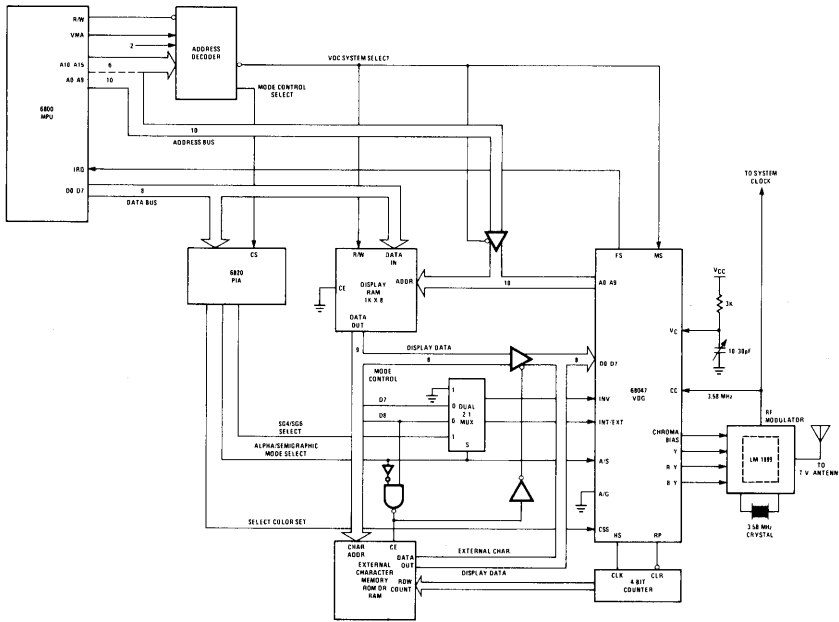 R/W
VMA
2
A10 A15
6
A0 A9
10
6800
MPU
ADDRESS
DECODER
VDG SYSTEM SELECT
MODE CONTROL
SELECT
10
ADDRESS BUS
IRQ
D0 D7
8
DATA BUS
TO SYSTEM
CLOCK
CS
6820
PIA
R/W
DATA
IN
CE
DISPLAY
RAM
1K X 8
ADDR
DATA
OUT
10
FS
MS
A0 A9
VCC
3K
VC
10-30pF
9
DISPLAY DATA
8
8
D0 D7
68047
VDG
CC
3.58 MHz
MODE
CONTROL
D7
D8
1
0
0
1
DUAL
2 1
MUX
S
INV
INT/EXT
SG4/SG6
SELECT
ALPHA/SEMIGRAPHIC
MODE SELECT
A/S
A/G
CHROMA
BIAS
Y
R Y
B Y
RF
MODULATOR
LM 1889
TO
T.V. ANTENN
3.58 MHz
CRYSTAL
SELECT COLOR SET
CSS
HS
RP
CHAR
ADDR
CE
DATA
OUT
EXTERNAL
CHARACTER
MEMORY
ROM OR
RAM
ROW
COUNT
EXTERNAL CHAR
DISPLAY DATA
CLK
CLR
4 BIT
COUNTER